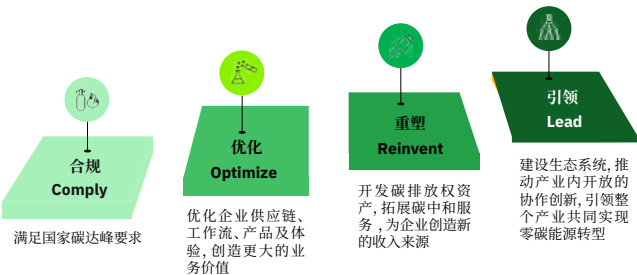 合规
Comply
满足国家碳达峰要求
优化
Optimize
优化企业供应链、
工作流、产品及体
验, 创造更大的业
务价值
重塑
Reinvent
开发碳排放权资
产, 拓展碳中和服
务 , 为企业创造新
的收入来源
引领
Lead
建设生态系统, 推
动产业内开放的
协作创新, 引领整
个产业共同实现
零碳能源转型